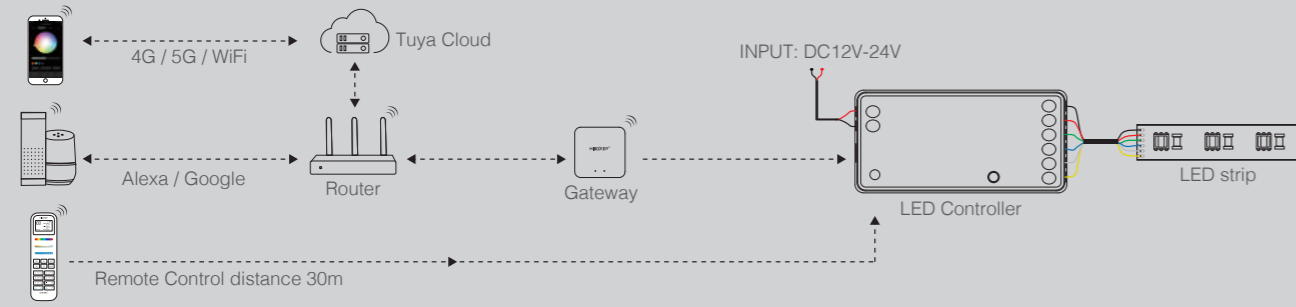 4G / 5G / WiFi
Tuya Cloud
INPUT: DC12V-24V
Alexa / Google
Router
Gateway
LED Controller
LED strip
Remote Control distance 30m